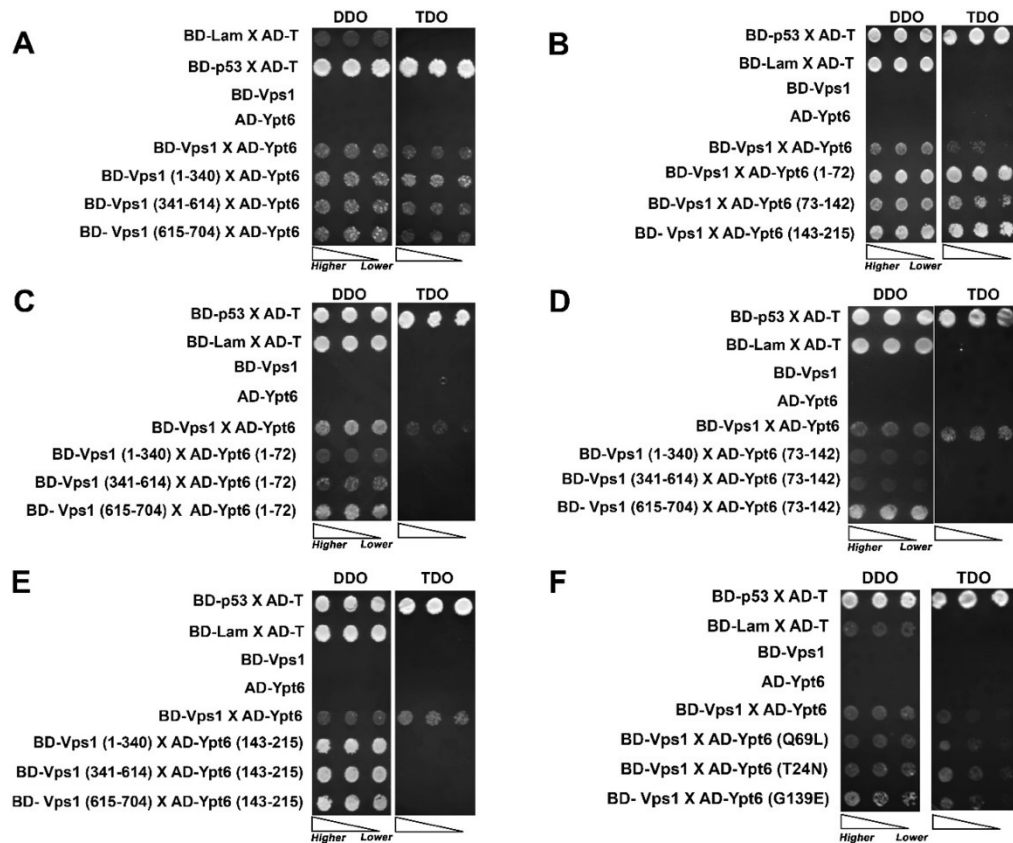 A
DDO TDO
BD-Lam X AD-T
BD-p53 X AD-T
BD-Vps1
AD-Ypt6
BD-Vps1 X AD-Ypt6
BD-Vps1 (1-340) X AD-Ypt6
BD-Vps1 (341-614) X AD-Ypt6
BD- Vps1 (615-704) X AD-Ypt6
Higher Lower
B
DDO TDO
BD-p53 X AD-T
BD-Lam X AD-T
BD-Vps1
AD-Ypt6
BD-Vps1 X AD-Ypt6
BD-Vps1 X AD-Ypt6 (1-72)
BD-Vps1 X AD-Ypt6 (73-142)
BD- Vps1 X AD-Ypt6 (143-215)
Higher Lower
C
DDO TDO
BD-p53 X AD-T
BD-Lam X AD-T
BD-Vps1
AD-Ypt6
BD-Vps1 X AD-Ypt6
BD-Vps1 (1-340) X AD-Ypt6 (1-72)
BD-Vps1 (341-614) X AD-Ypt6 (1-72)
BD- Vps1 (615-704) X AD-Ypt6 (1-72)
Higher Lower
D
DDO TDO
BD-p53 X AD-T
BD-Lam X AD-T
BD-Vps1
AD-Ypt6
BD-Vps1 X AD-Ypt6
BD-Vps1 (1-340) X AD-Ypt6 (73-142)
BD-Vps1 (341-614) X AD-Ypt6 (73-142)
BD- Vps1 (615-704) X AD-Ypt6 (73-142)
Higher Lower
E
DDO TDO
BD-p53 X AD-T
BD-Lam X AD-T
BD-Vps1
AD-Ypt6
BD-Vps1 X AD-Ypt6
BD-Vps1 (1-340) X AD-Ypt6 (143-215)
BD-Vps1 (341-614) X AD-Ypt6 (143-215)
BD- Vps1 (615-704) X AD-Ypt6 (143-215)
Higher Lower
F
DDO TDO
BD-p53 X AD-T
BD-Lam X AD-T
BD-Vps1
AD-Ypt6
BD-Vps1 X AD-Ypt6
BD-Vps1 X AD-Ypt6 (Q69L)
BD-Vps1 X AD-Ypt6 (T24N)
BD- Vps1 X AD-Ypt6 (G139E)
Higher Lower